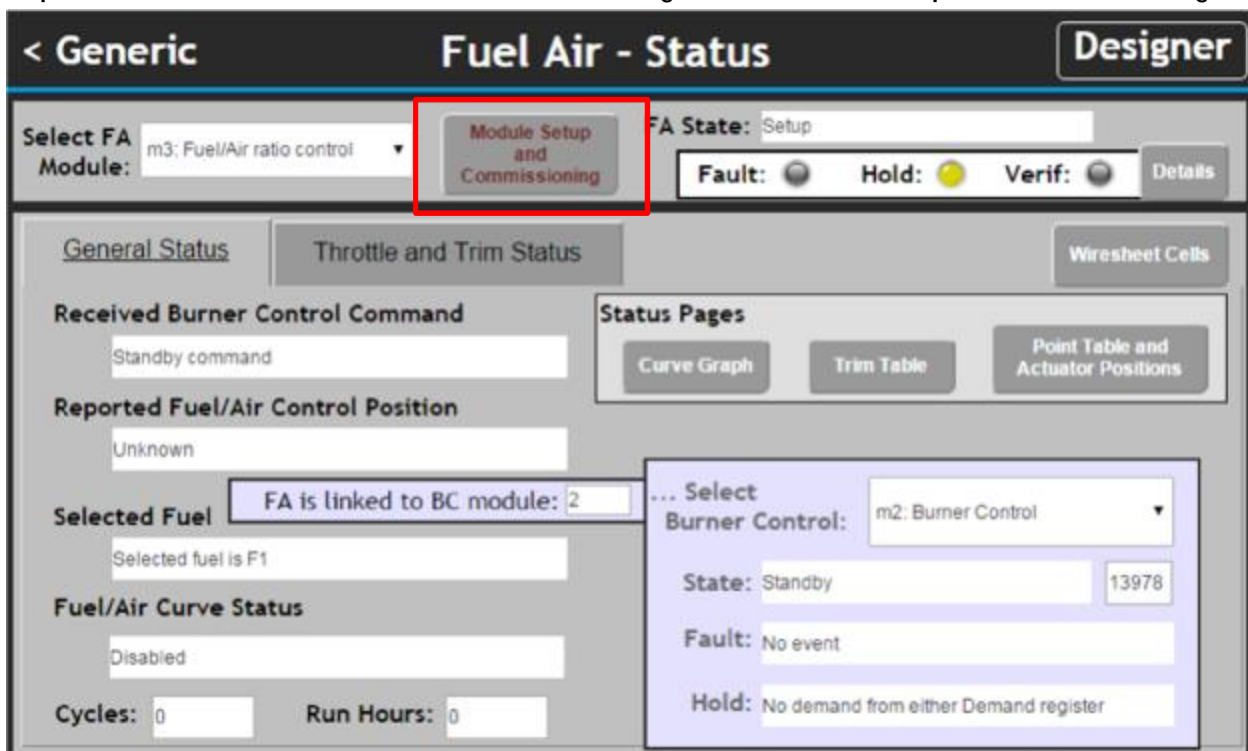 < Generic
Fuel Air - Status
Designer
Select FA
Module:
m3: Fuel/Air ratio control
Module Setup
and
Commissioning
FA State: Setup
Fault:
Hold:
Verif:
Details
General Status
Throttle and Trim Status
Wiresheet Cells
Received Burner Control Command
Standby command
Status Pages
Curve Graph
Trim Table
Point Table and
Actuator Positions
Reported Fuel/Air Control Position
Unknown
FA is linked to BC module: 2
Selected Fuel
Selected fuel is F1
Fuel/Air Curve Status
Disabled
Cycles: 0
Run Hours: 0
... Select
Burner Control:
m2: Burner Control
State: Standby
13978
Fault: No event
Hold: No demand from either Demand register